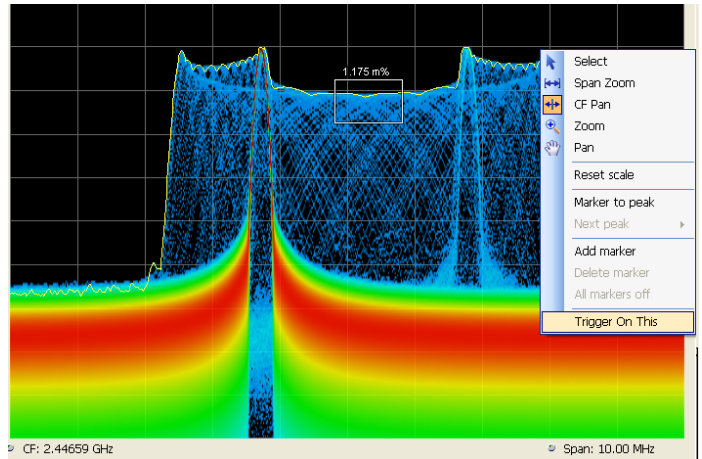 1.175 m%
Select
Span Zoom
CF Pan
Zoom
Pan
Reset scale
Marker to peak
Next peak
Add marker
Delete marker
All markers off
Trigger On This
CF: 2.44659 GHz
Span: 10.00 MHz